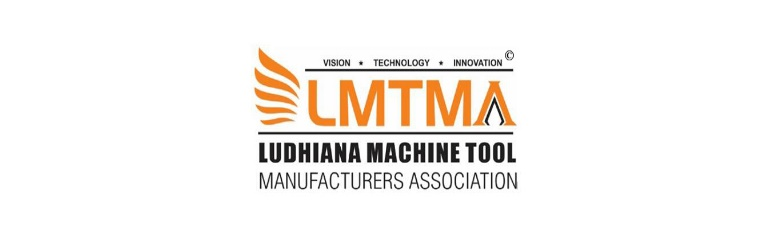 VISION ★ TECHNOLOGY ★ INNOVATION ©
LMTMA
LUDHIANA MACHINE TOOL
MANUFACTURERS ASSOCIATION